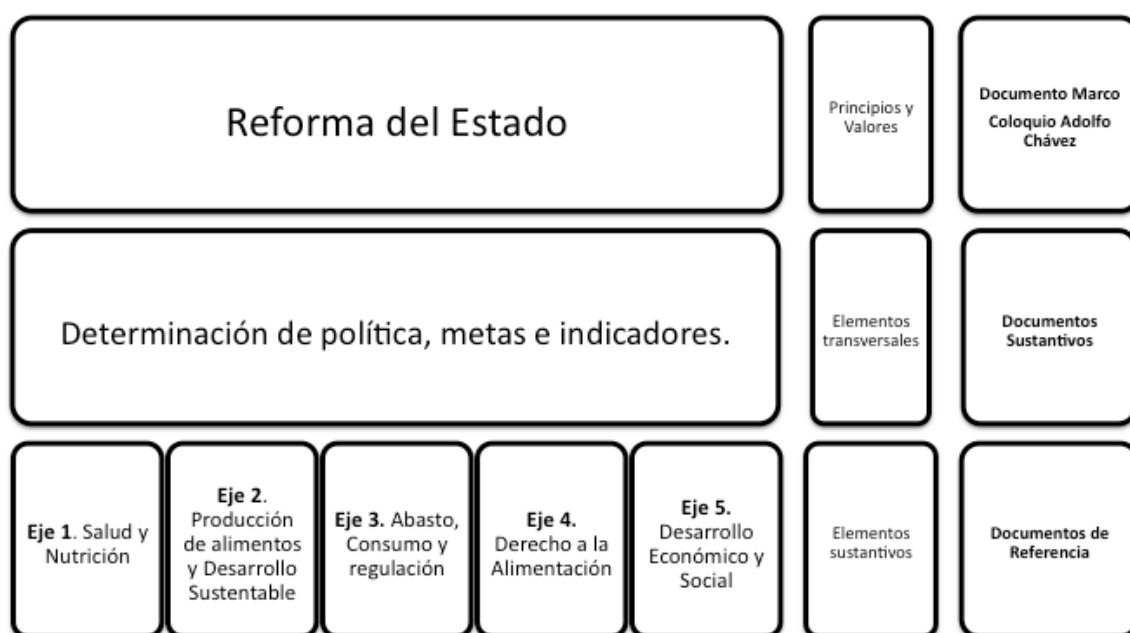 Reforma del Estado
Principios y
Valores
Documento Marco
Coloquio Adolfo
Chávez
Determinación de política, metas e indicadores.
Elementos
transversales
Documentos
Sustantivos
Eje 1. Salud y
Nutrición
Eje 2.
Producción
de alimentos
y Desarrollo
Sustentable
Eje 3. Abasto,
Consumo y
regulación
Eje 4.
Derecho a la
Alimentación
Eje 5.
Desarrollo
Económico y
Social
Elementos
sustantivos
Documentos de
Referencia